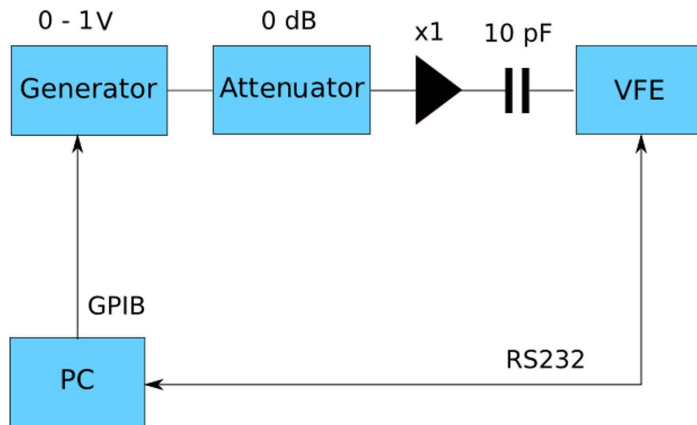 0 - 1V
0 dB
x1
10 pF
Generator
Attenuator
VFE
GPIB
RS232
PC